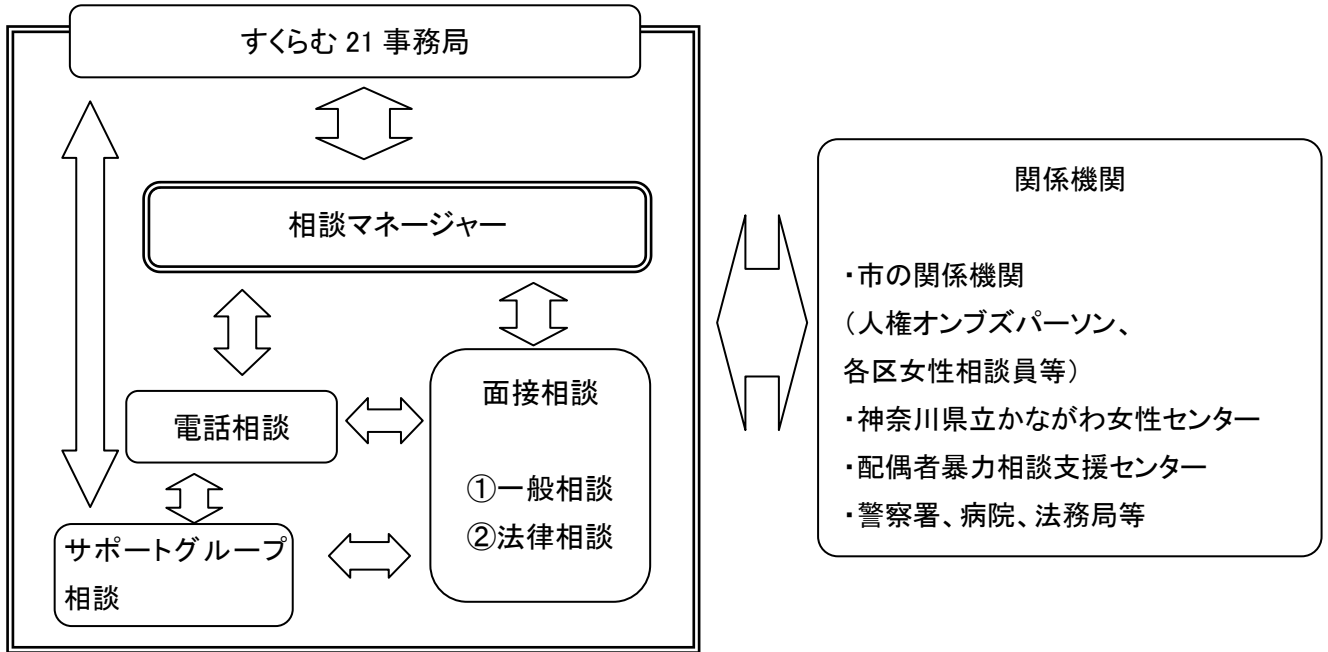 すくらむ 21 事務局
相談マネージャー
電話相談
面接相談
①一般相談
②法律相談
サポートグループ
相談
関係機関
・市の関係機関
（人権オンブズパーソン、
各区女性相談員等）
・神奈川県立かながわ女性センター
・配偶者暴力相談支援センター
・警察署、病院、法務局等